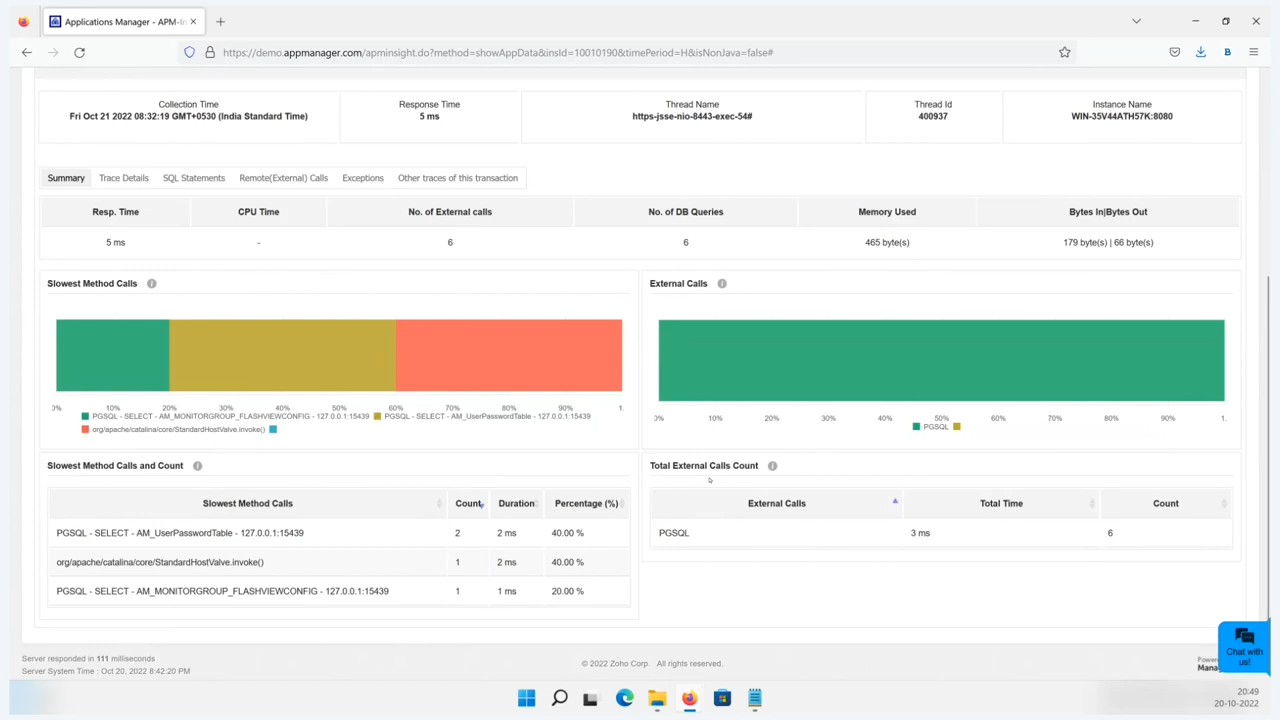 Applications Manager - APM-In
https://demo.appmanager.com/apminsight.do?method=showAppData&insId=10010190&timePeriod=H&isNonJava=false#
B
Collection Time
Fri Oct 21 2022 08:32:19 GMT+0530 (India Standard Time)
Response Time
5 ms
Thread Name
https-jsse-nio-8443-exec-54#
Thread Id
400937
Instance Name
WIN-35V44ATH57K:8080
Summary Trace Details SQL Statements Remote(External) Calls Exceptions Other traces of this transaction
Resp. Time CPU Time No. of External calls No. of DB Queries Memory Used Bytes In|Bytes Out
5 ms - 6 6 465 byte(s) 179 byte(s) | 66 byte(s)
Slowest Method Calls
0% 10% 20% 30% 40% 50% 60% 70% 80% 90% 1.
PGSQL - SELECT - AM_MONITORGROUP_FLASHVIEWCONFIG - 127.0.0.1:15439 PGSQL - SELECT - AM_UserPasswordTable - 127.0.0.1:15439
org/apache/catalina/core/StandardHostValve.invoke()
External Calls
0% 10% 20% 30% 40% 50% 60% 70% 80% 90% 1.
PGSQL
Slowest Method Calls and Count
Slowest Method Calls Count Duration Percentage (%)
PGSQL - SELECT - AM_UserPasswordTable - 127.0.0.1:15439 2 2 ms 40.00 %
org/apache/catalina/core/StandardHostValve.invoke() 1 2 ms 40.00 %
PGSQL - SELECT - AM_MONITORGROUP_FLASHVIEWCONFIG - 127.0.0.1:15439 1 1 ms 20.00 %
Total External Calls Count
External Calls Total Time Count
PGSQL 3 ms 6
Server responded in 111 milliseconds
Server System Time : Oct 20, 2022 8:42:20 PM
© 2022 Zoho Corp. All rights reserved.
Power
Mana
Chat with
us!
20:49
20-10-2022